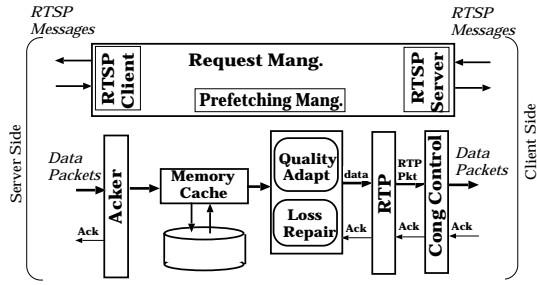 RTSP
Messages
RTSP
Messages
Request Mang.
RTSP
Client
RTSP
Server
Prefetching Mang.
Server Side
Client Side
Data
Packets
Acker
Memory
Cache
Quality
Adapt
data
RTP
RTP
Pkt
Cong Control
Data
Packets
Loss
Repair
Ack
Ack
Ack
Ack